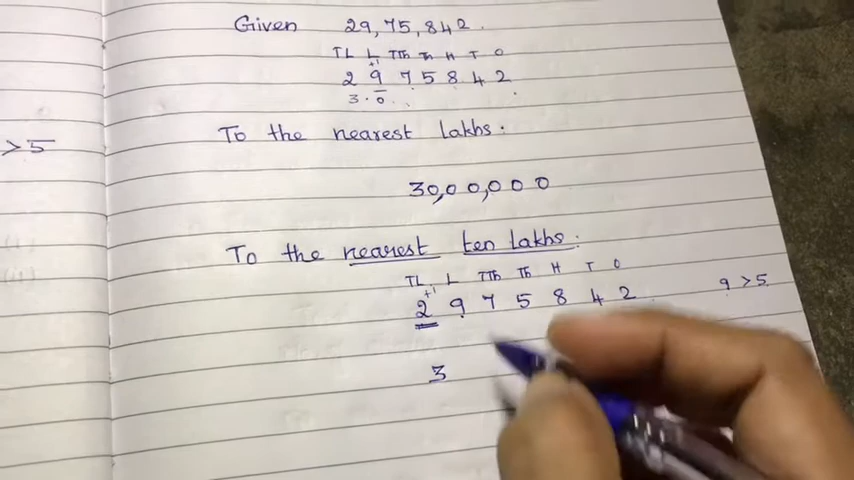 Given 29,75,842.
TL L TTh Th H T O
+1
2 9 7 5 8 4 2
3 0
>5
To the nearest lakhs.
30,00,000
To the nearest ten lakhs.
TL L TTh Th H T O
+1
2 9 7 5 8 4 2 9 > 5
3